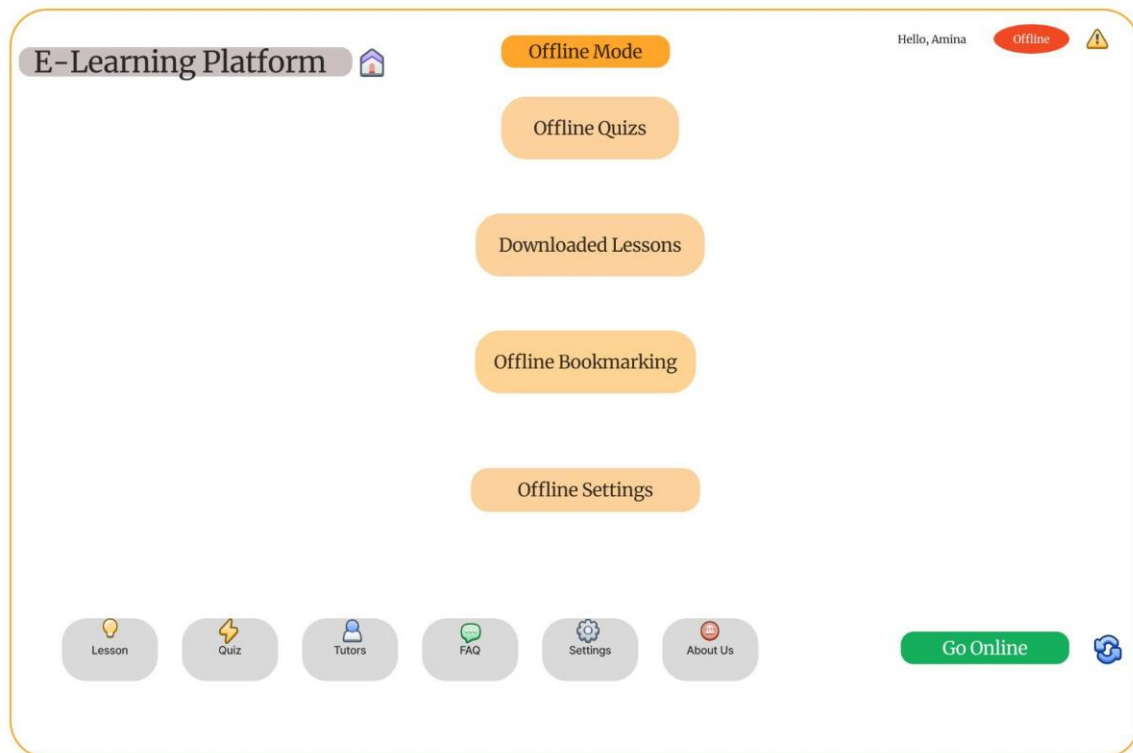 E-Learning Platform
Offline Mode
Hello, Amina
Offline
Offline Quizs
Downloaded Lessons
Offline Bookmarking
Offline Settings
Lesson
Quiz
Tutors
FAQ
Settings
About Us
Go Online